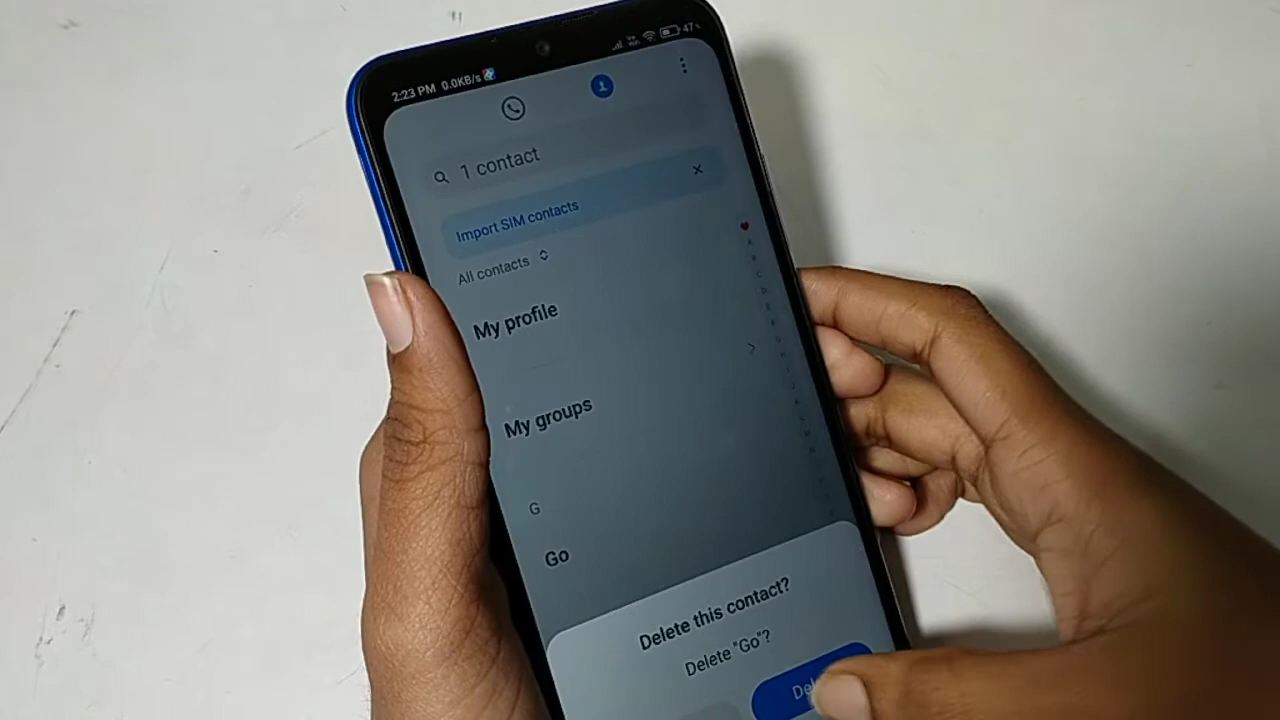 2:23 PM 0.0KB/s 47
1 contact
Import SIM contacts
All contacts
My profile
My groups
G
Go
Delete this contact?
Delete "Go"?